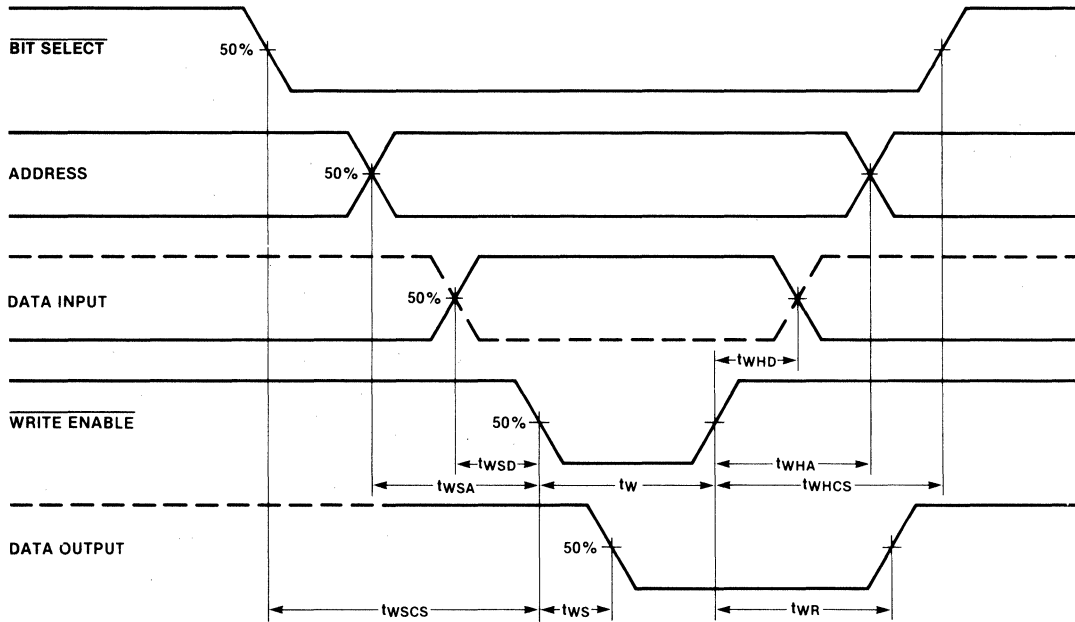 BIT SELECT
50%
ADDRESS
50%
DATA INPUT
50%
tWHD
WRITE ENABLE
50%
tWSD
tWHA
tWSA
tW
tWHCS
DATA OUTPUT
50%
tWSCS
tWS
tWR